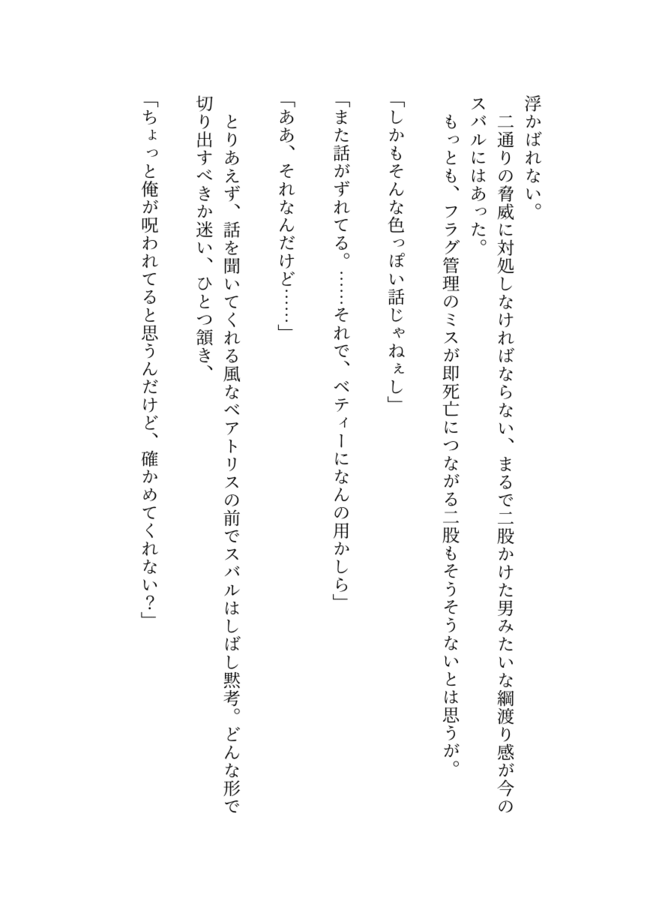 浮かばれない。
　二通りの脅威に対処しなければならない、まるで二股かけた男みたいな綱渡り感が今の
スバルにはあった。
　もっとも、フラグ管理のミスが即死亡につながる二股もそうそうないとは思うが。
「しかもそんな色っぽい話じゃねぇし」
「また話がずれてる。……それで、ベティーになんの用かしら」
「ああ、それなんだけど……」
　とりあえず、話を聞いてくれる風なベアトリスの前でスバルはしばし黙考。どんな形で
切り出すべきか迷い、ひとつ頷き、
「ちょっと俺が呪われてると思うんだけど、確かめてくれない？」